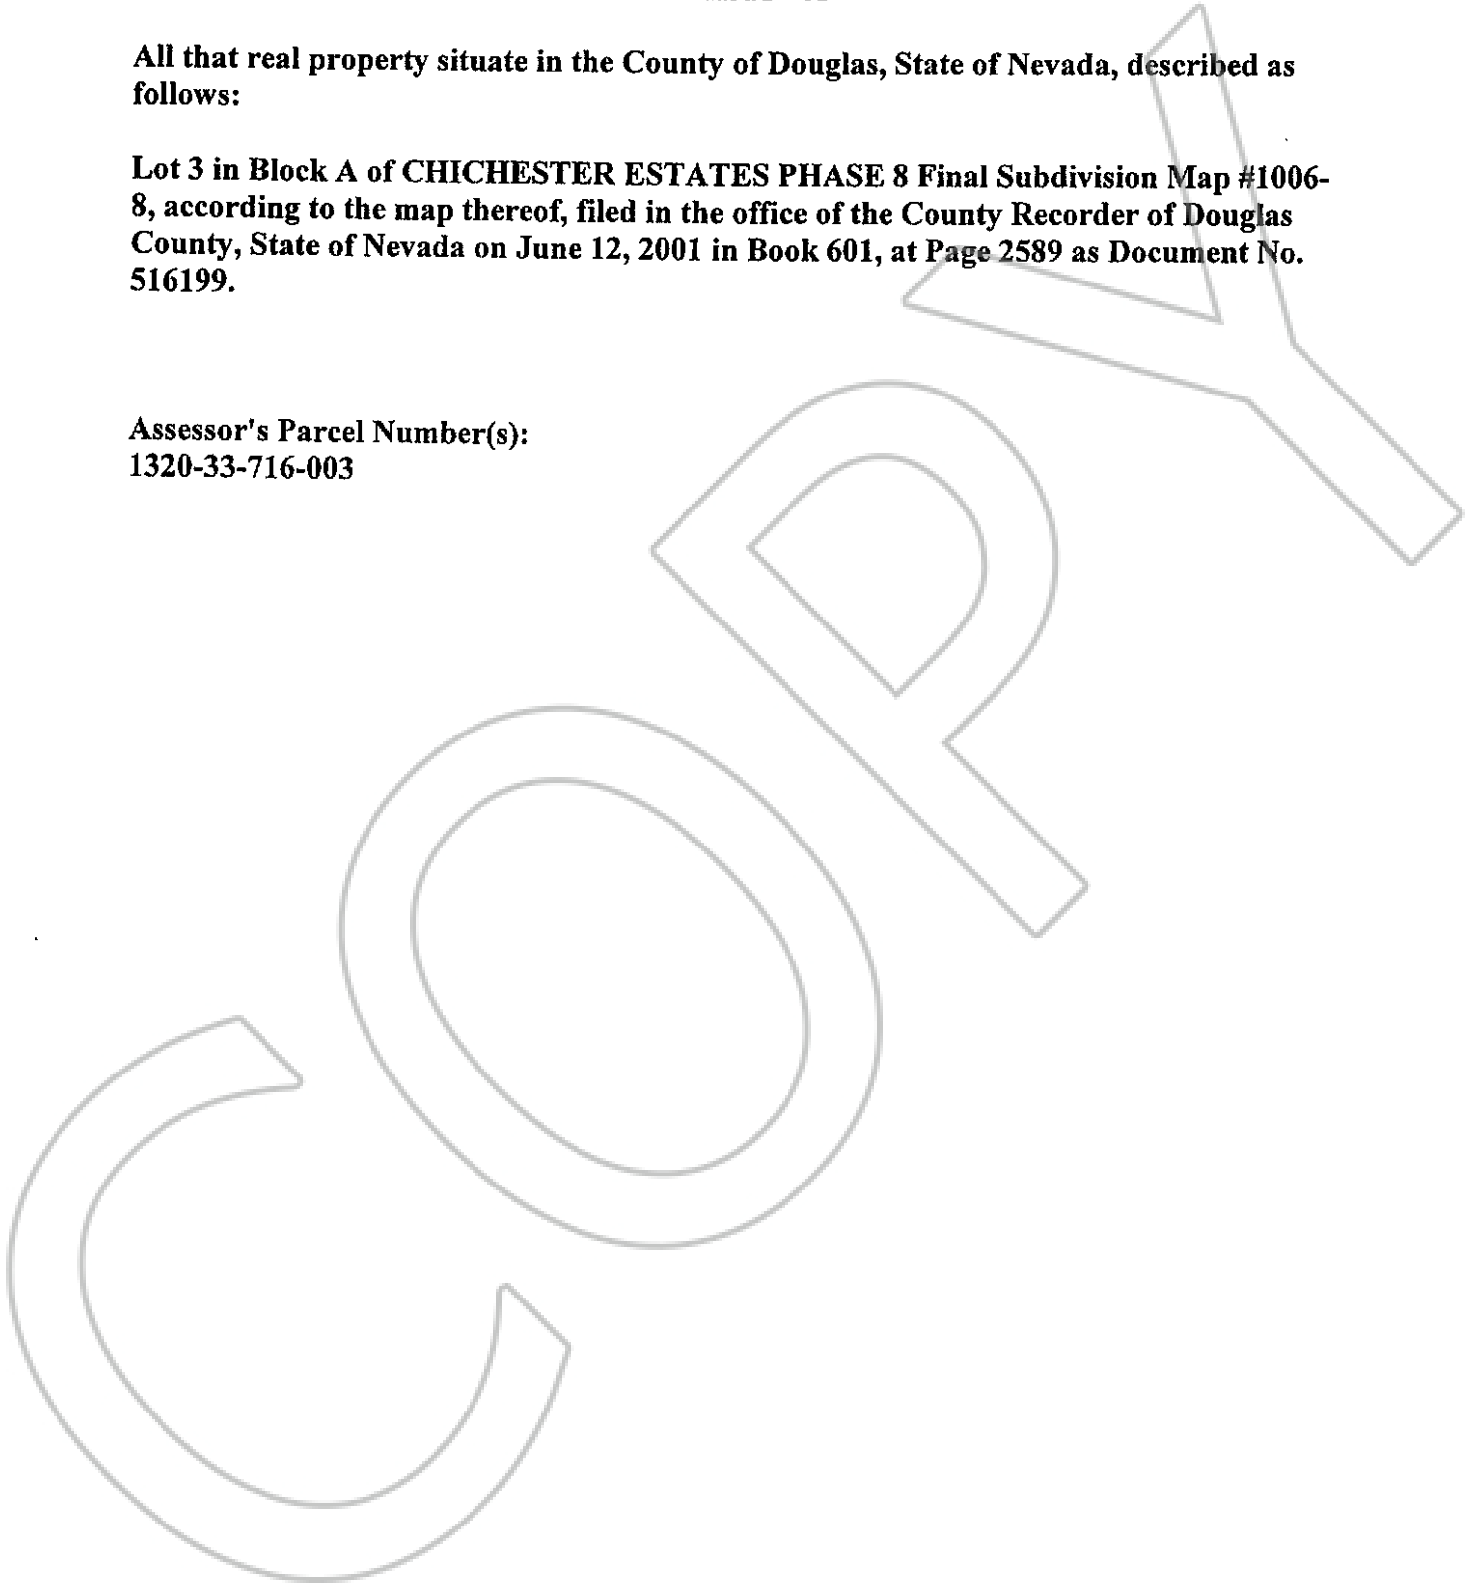 All that real property situate in the County of Douglas, State of Nevada, described as
follows:
Lot 3 in Block A of CHICHESTER ESTATES PHASE 8 Final Subdivision Map #1006-
8, according to the map thereof, filed in the office of the County Recorder of Douglas
County, State of Nevada on June 12, 2001 in Book 601, at Page 2589 as Document No.
516199.
Assessor's Parcel Number(s):
1320-33-716-003
COPY